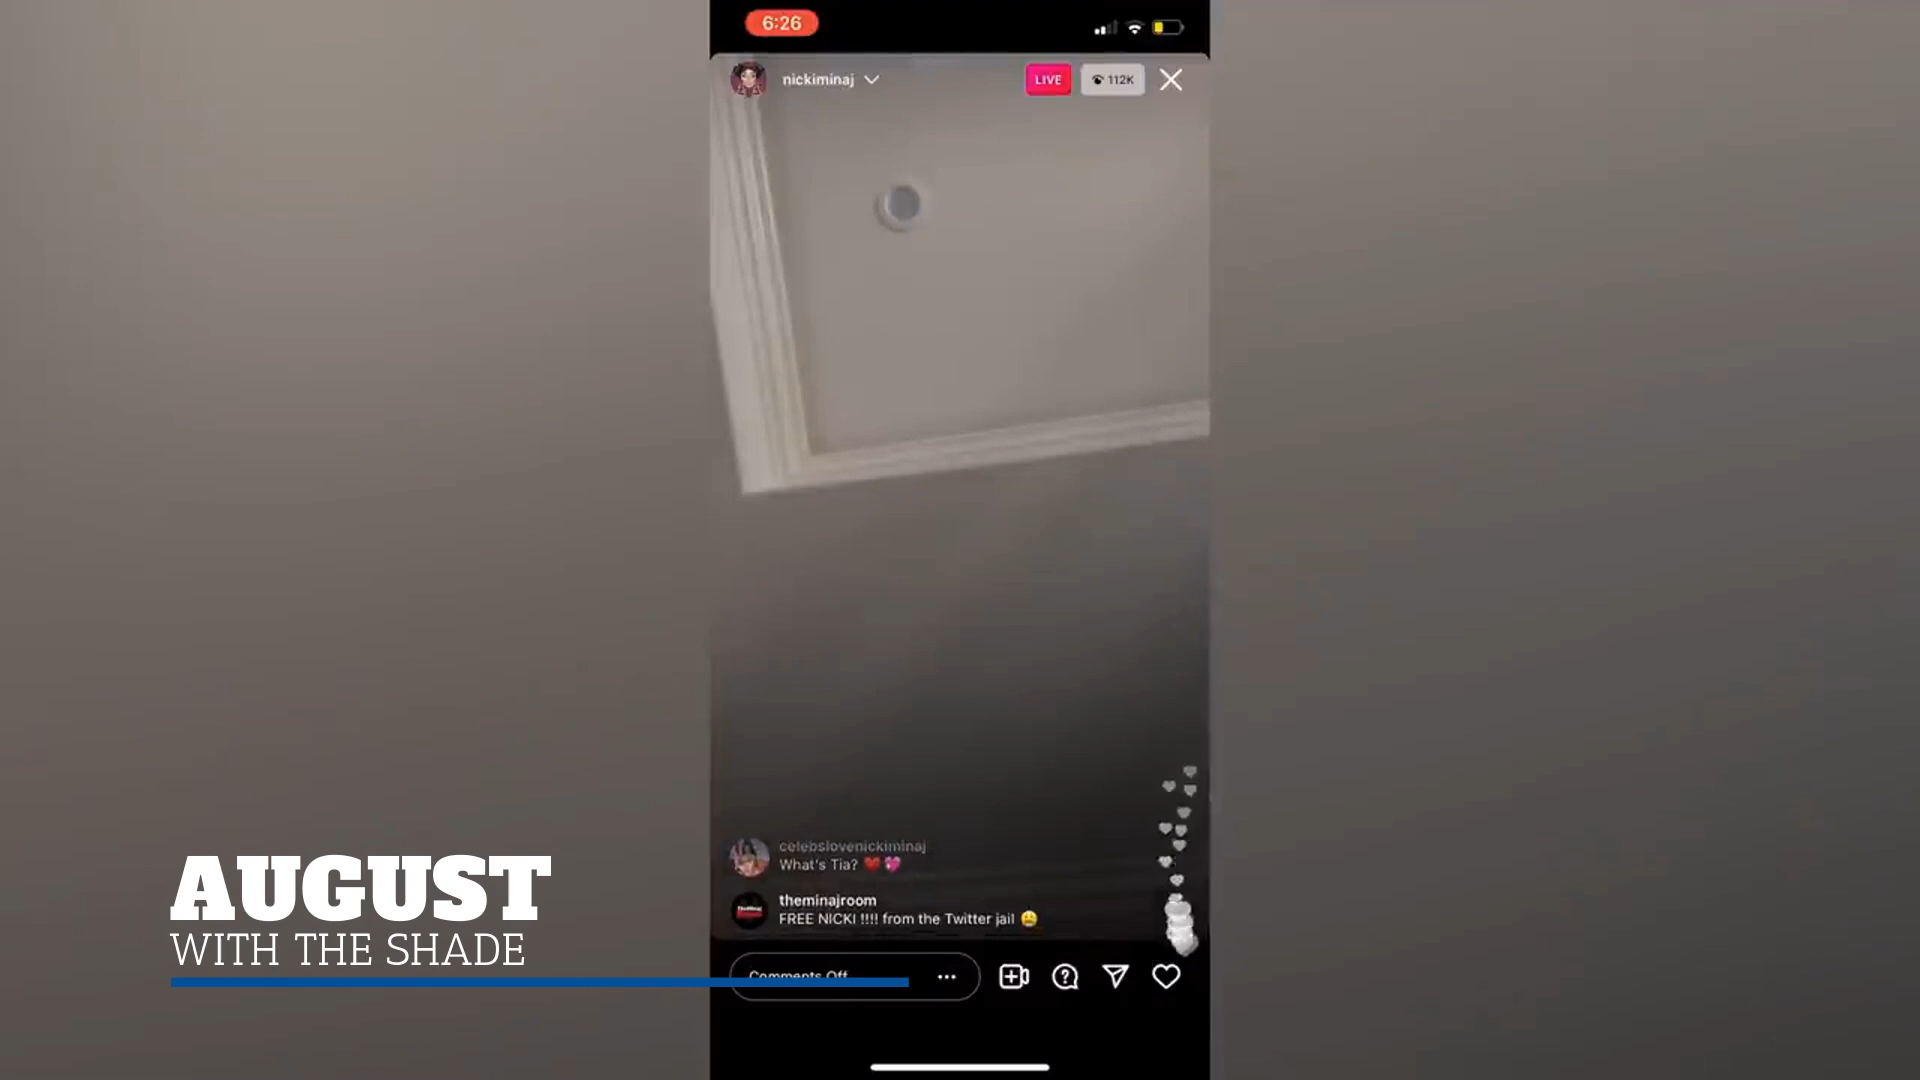 6:26
nickiminaj
LIVE
112K
celebslovenickiminaj
What's Tia? ❤️ 💖
theminajroom
FREE NICKI !!!! from the Twitter jail 😩
Comments Off
AUGUST
WITH THE SHADE